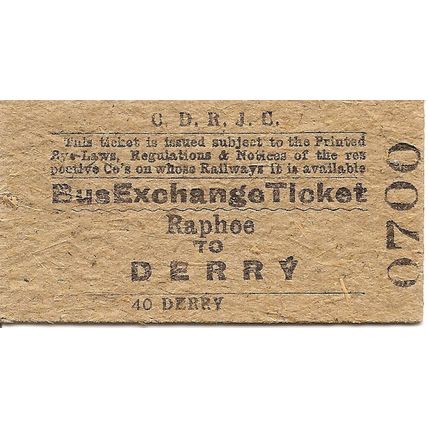 C. D. R. J. C.
This ticket is issued subject to the Printed
Bye-Laws, Regulations & Notices of the res
pective Co's on whose Railways it is available
Bus Exchange Ticket
Raphoe
TO
DERRY
40 DERRY
0700